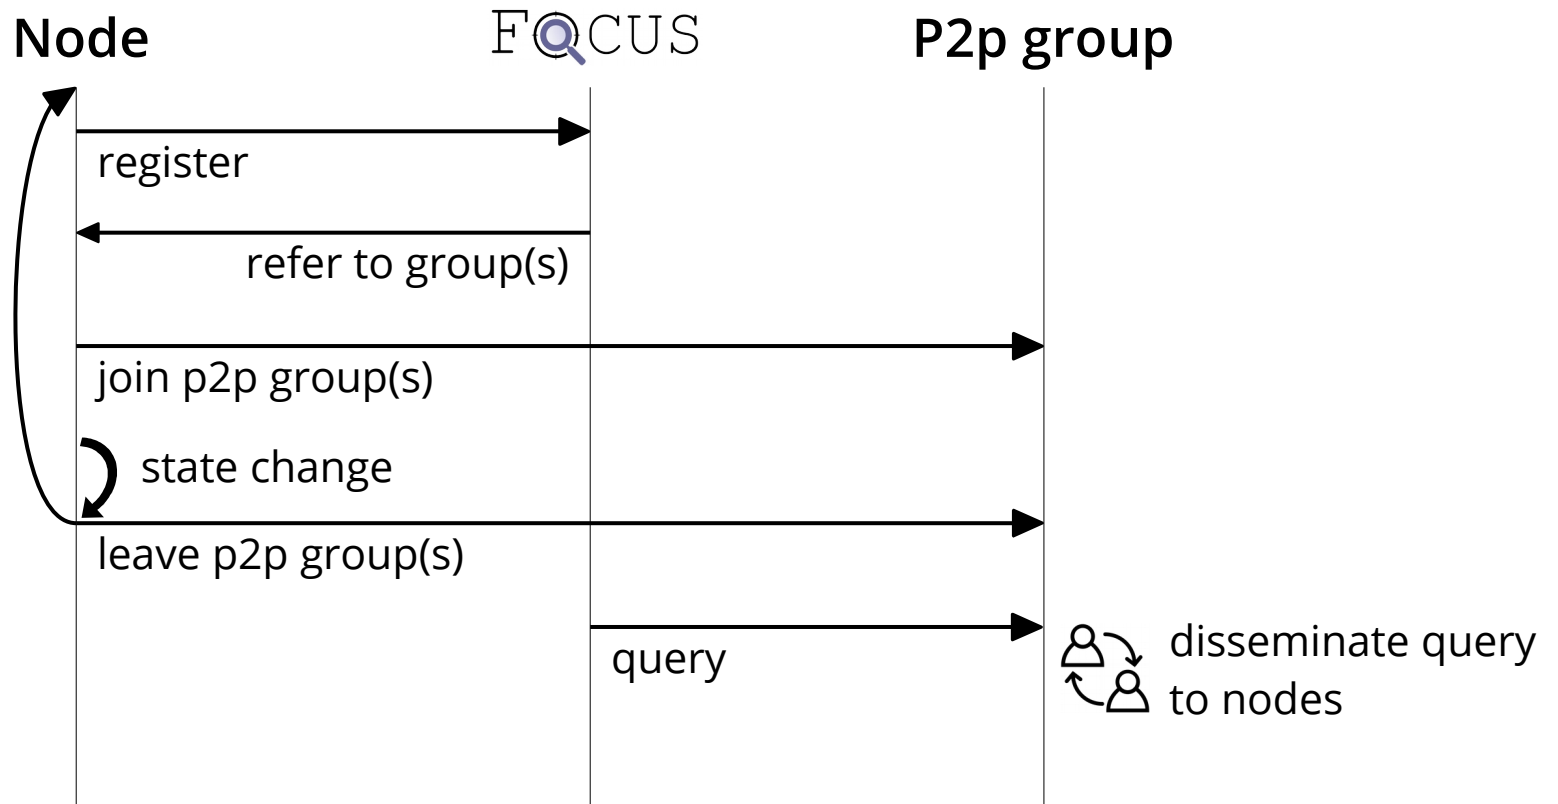 Node FOCUS P2p group
register
refer to group(s)
join p2p group(s)
state change
leave p2p group(s)
query
disseminate query
to nodes